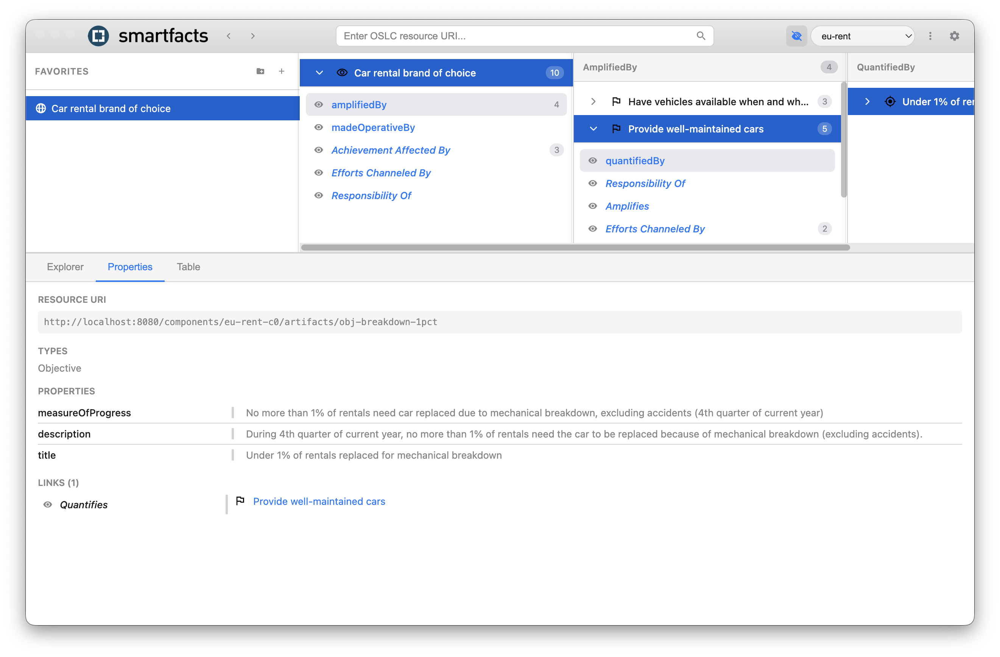 smartfacts
Enter OSLC resource URI...
eu-rent
FAVORITES
Car rental brand of choice
Car rental brand of choice 10
amplifiedBy 4
madeOperativeBy
Achievement Affected By 3
Efforts Channeled By
Responsibility Of
AmplifiedBy 4
Have vehicles available when and wh... 3
Provide well-maintained cars 5
quantifiedBy
Responsibility Of
Amplifies
Efforts Channeled By 2
QuantifiedBy
Under 1% of rer
Explorer Properties Table
RESOURCE URI
http://localhost:8080/components/eu-rent-c0/artifacts/obj-breakdown-1pct
TYPES
Objective
PROPERTIES
measureOfProgress No more than 1% of rentals need car replaced due to mechanical breakdown, excluding accidents (4th quarter of current year)
description During 4th quarter of current year, no more than 1% of rentals need the car to be replaced because of mechanical breakdown (excluding accidents).
title Under 1% of rentals replaced for mechanical breakdown
LINKS (1)
Quantifies Provide well-maintained cars